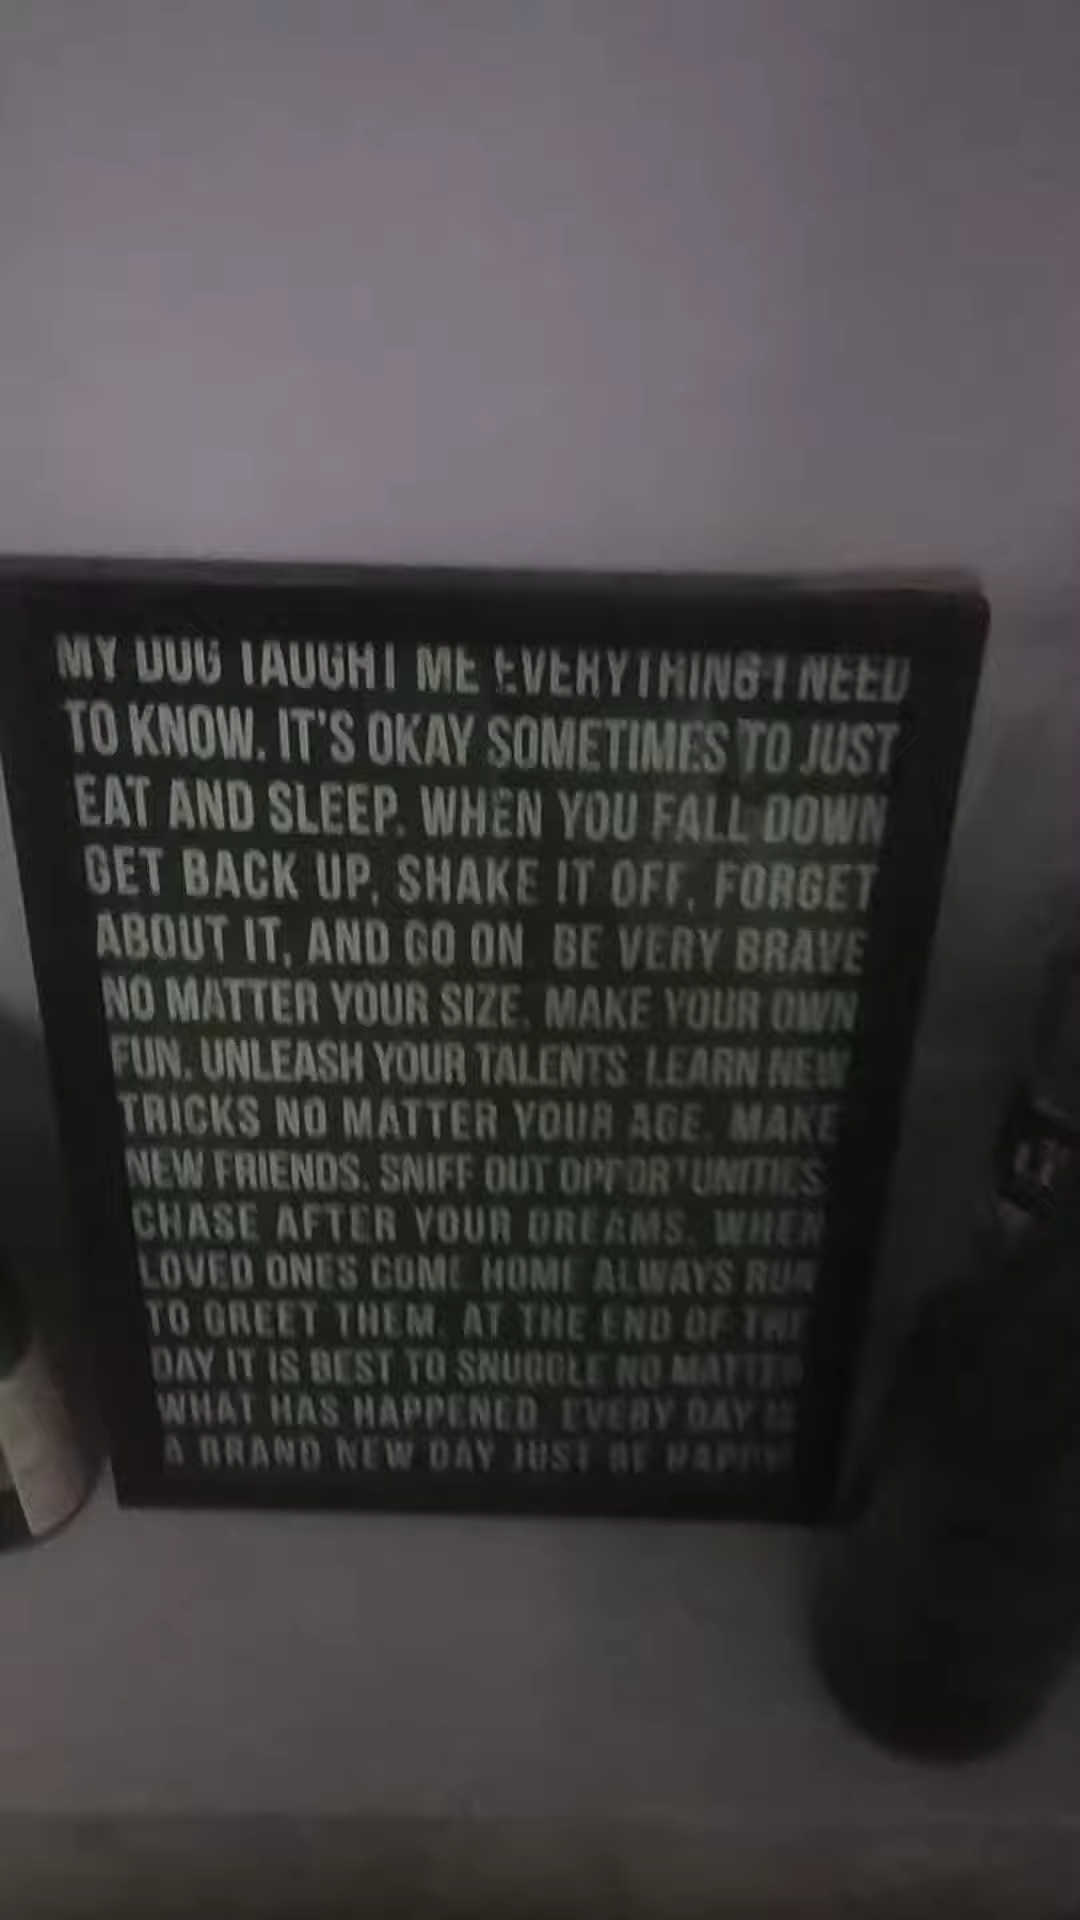 MY DOG TAUGHT ME EVERYTHING I NEED
TO KNOW. IT'S OKAY SOMETIMES TO JUST
EAT AND SLEEP. WHEN YOU FALL DOWN
GET BACK UP, SHAKE IT OFF, FORGET
ABOUT IT, AND GO ON. BE VERY BRAVE
NO MATTER YOUR SIZE. MAKE YOUR OWN
FUN. UNLEASH YOUR TALENTS. LEARN NEW
TRICKS NO MATTER YOUR AGE. MAKE
NEW FRIENDS. SNIFF OUT OPPORTUNITIES.
CHASE AFTER YOUR DREAMS. WHEN
LOVED ONES COME HOME ALWAYS RUN
TO GREET THEM. AT THE END OF THE
DAY IT IS BEST TO SNUGGLE NO MATTER
WHAT HAS HAPPENED. EVERY DAY IS
A BRAND NEW DAY JUST BE HAPPY!